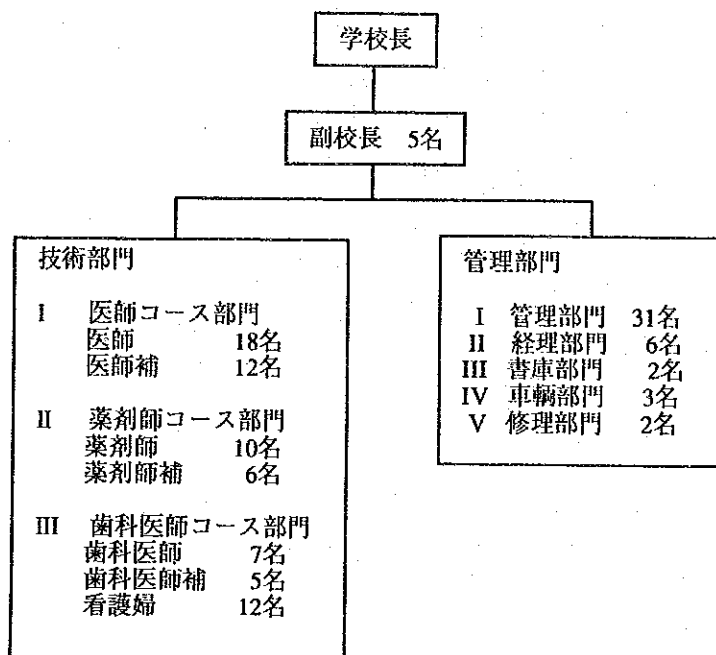 学校長
副校長 5名
技術部門
I 医師コース部門
医師 18名
医師補 12名
II 薬剤師コース部門
薬剤師 10名
薬剤師補 6名
III 歯科医師コース部門
歯科医師 7名
歯科医師補 5名
看護婦 12名
管理部門
I 管理部門 31名
II 経理部門 6名
III 書庫部門 2名
IV 車輌部門 3名
V 修理部門 2名